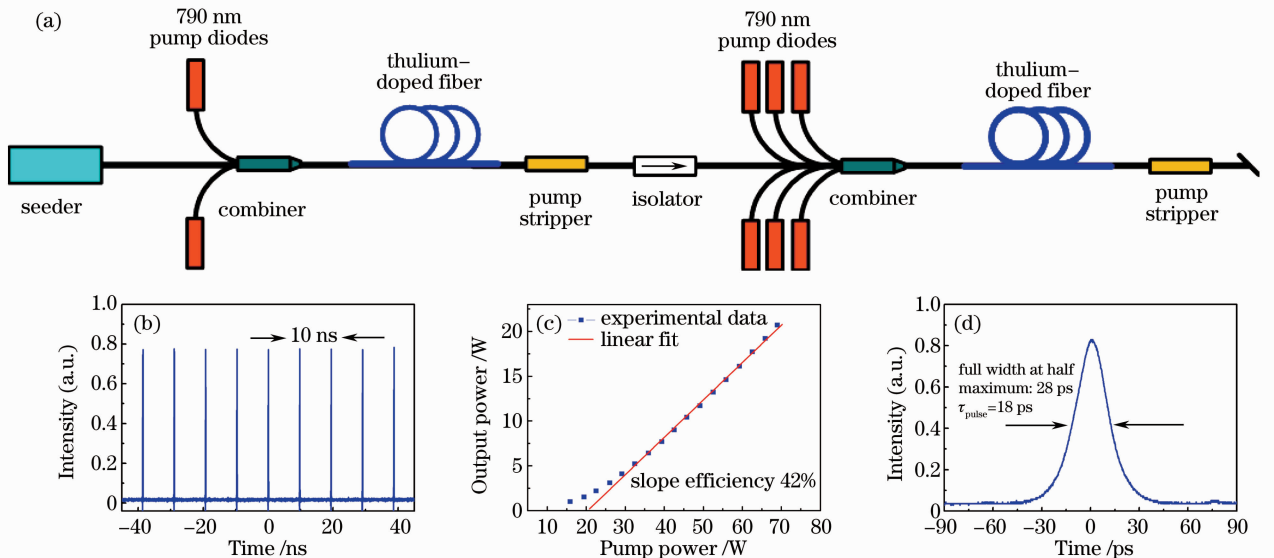 (a)
790 nm
pump diodes
thulium−
doped fiber
790 nm
pump diodes
thulium−
doped fiber
seeder
combiner
pump
stripper
isolator
combiner
pump
stripper
(b)
10 ns
Intensity (a.u.)
1.0
0.8
0.6
0.4
0.2
0
−40 −20 0 20 40
Time /ns
(c)
experimental data
linear fit
slope efficiency 42%
Output power /W
20
15
10
5
0
10 20 30 40 50 60 70 80
Pump power /W
(d)
full width at half
maximum: 28 ps
τpulse=18 ps
Intensity (a.u.)
1.0
0.8
0.6
0.4
0.2
0
−90 −60 −30 0 30 60 90
Time /ps